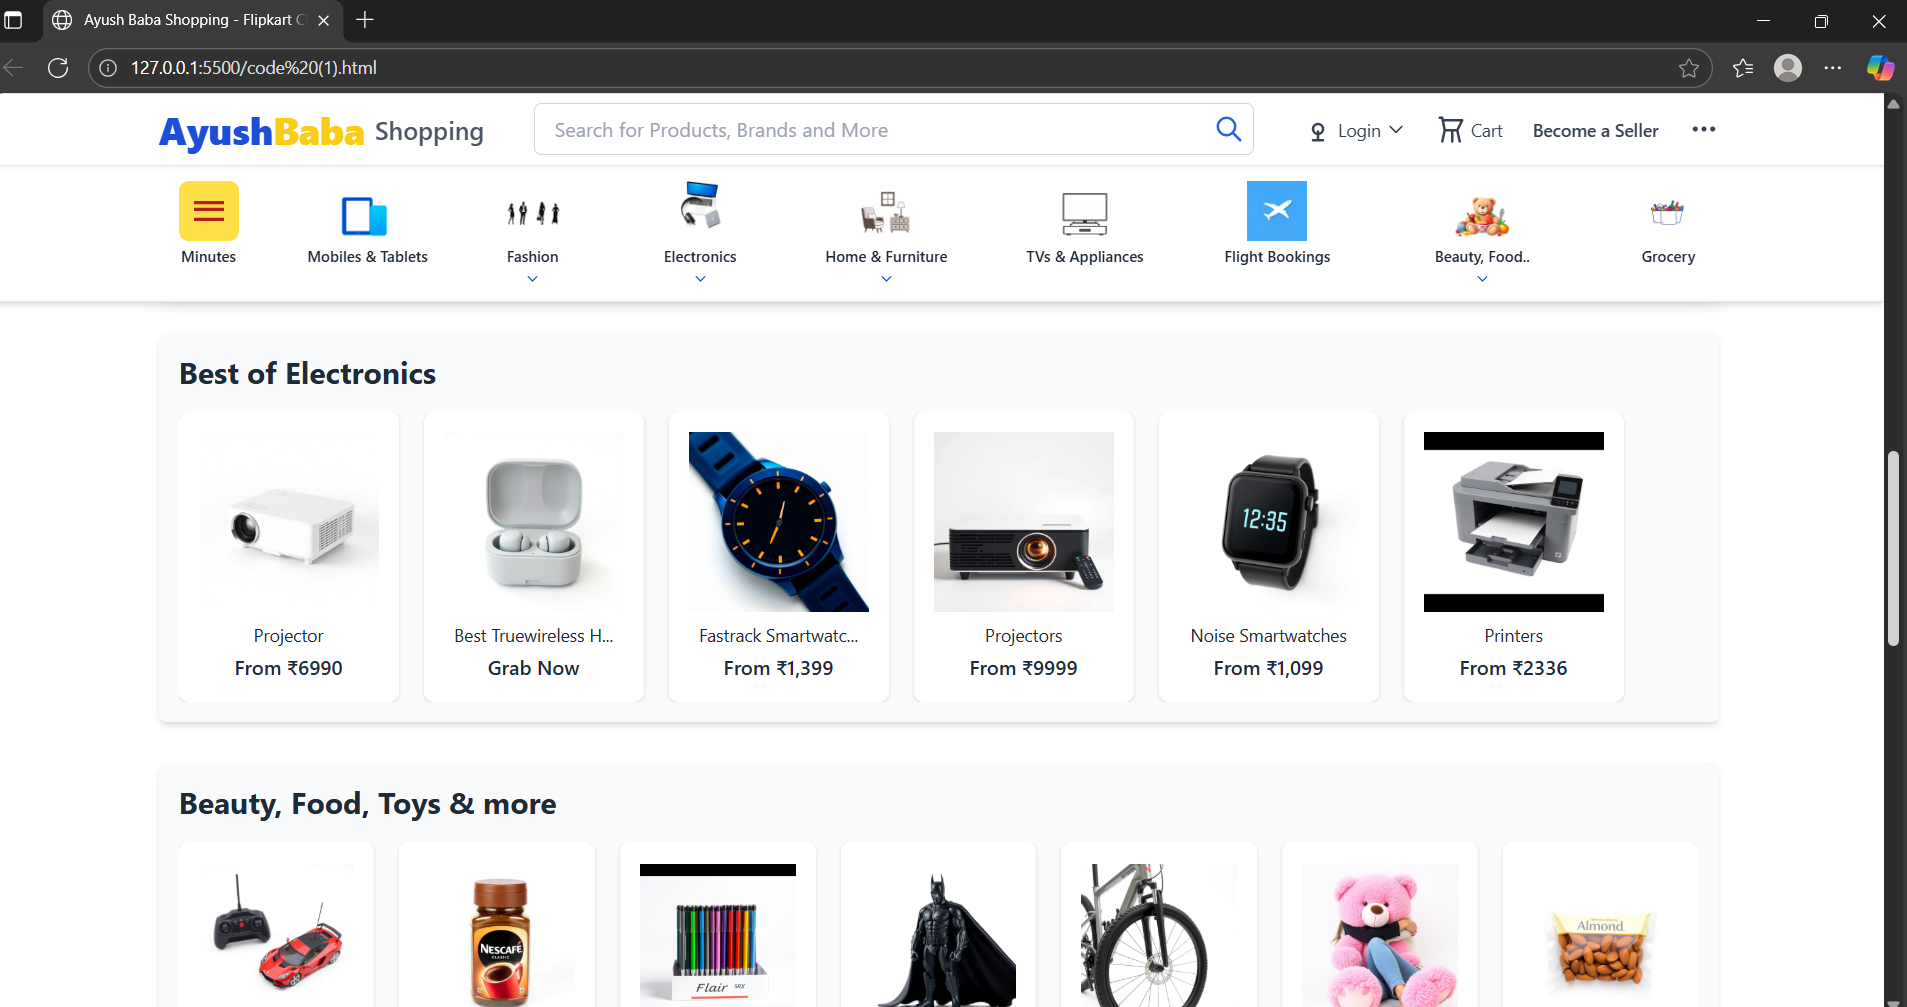 Ayush Baba Shopping - Flipkart C
127.0.0.1:5500/code%20(1).html
AyushBaba Shopping
Search for Products, Brands and More
Login
Cart
Become a Seller
Minutes
Mobiles & Tablets
Fashion
Electronics
Home & Furniture
TVs & Appliances
Flight Bookings
Beauty, Food..
Grocery
Best of Electronics
12:35
Projector
Best Truewireless H...
Fastrack Smartwatc...
Projectors
Noise Smartwatches
Printers
From ₹6990
Grab Now
From ₹1,399
From ₹9999
From ₹1,099
From ₹2336
Beauty, Food, Toys & more
NESCAFÉ
CLASSIC
Flair SRX
Almond